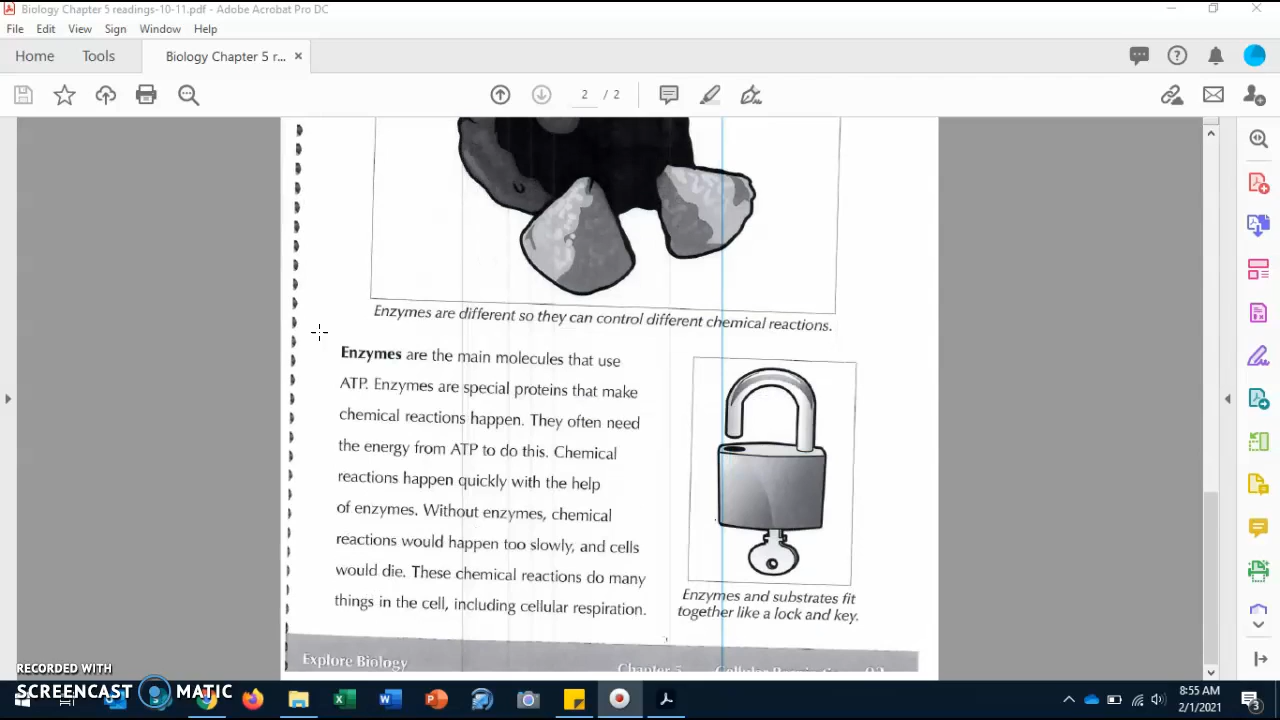 Biology Chapter 5 readings-10-11.pdf - Adobe Acrobat Pro DC
File Edit View Sign Window Help
Home Tools Biology Chapter 5 r... ×
2 / 2
Enzymes are different so they can control different chemical reactions.
Enzymes are the main molecules that use
ATP. Enzymes are special proteins that make
chemical reactions happen. They often need
the energy from ATP to do this. Chemical
reactions happen quickly with the help
of enzymes. Without enzymes, chemical
reactions would happen too slowly, and cells
would die. These chemical reactions do many
things in the cell, including cellular respiration.
Enzymes and substrates fit
together like a lock and key.
Explore Biology Chapter 5 Cellular Respiration
RECORDED WITH
SCREENCAST MATIC
8:55 AM
2/1/2021
3